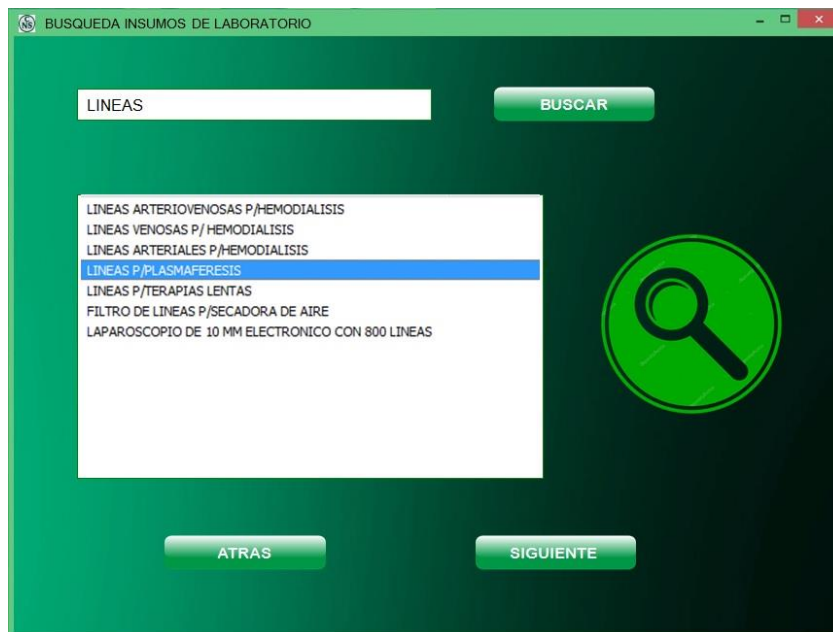 BUSQUEDA INSUMOS DE LABORATORIO
LINEAS
BUSCAR
LINEAS ARTERIOVENOSAS P/HEMODIALISIS
LINEAS VENOSAS P/ HEMODIALISIS
LINEAS ARTERIALES P/HEMODIALISIS
LINEAS P/PLASMAFERESIS
LINEAS P/TERAPIAS LENTAS
FILTRO DE LINEAS P/SECADORA DE AIRE
LAPAROSCOPIO DE 10 MM ELECTRONICO CON 800 LINEAS
ATRAS
SIGUIENTE